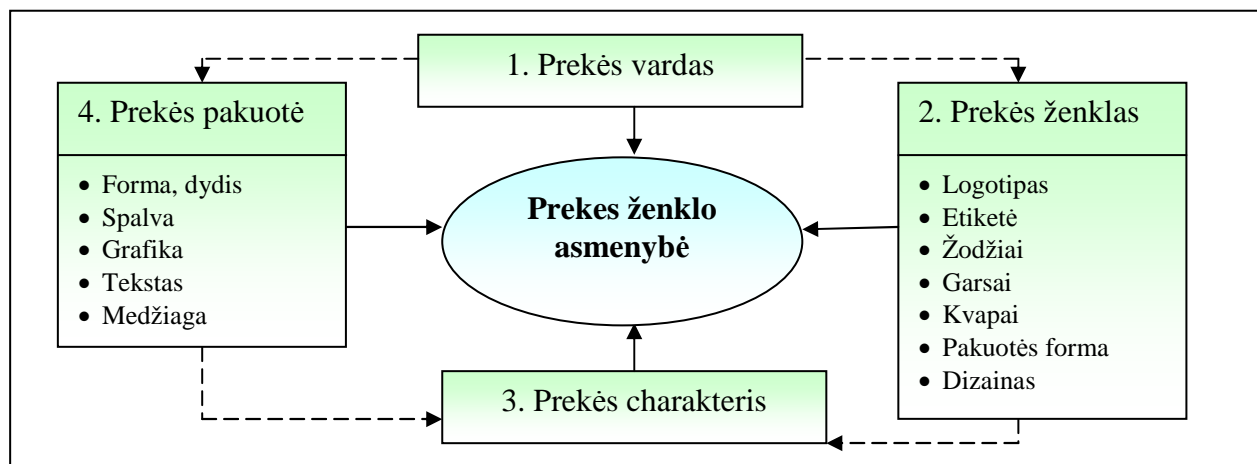 1. Prekės vardas
4. Prekės pakuotė
• Forma, dydis
• Spalva
• Grafika
• Tekstas
• Medžiaga
Prekes ženklo
asmenybė
2. Prekės ženklas
• Logotipas
• Etiketė
• Žodžiai
• Garsai
• Kvapai
• Pakuotės forma
• Dizainas
3. Prekės charakteris